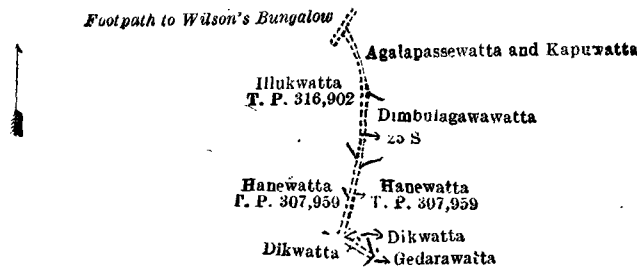 Footpath to Wilson's Bungalow
Agalapassewatta and Kapuwatta
Illukwatta
T. P. 316,902
Dimbulagawawatta
25 S
Hanewatta
T. P. 307,959
Hanewatta
T. P. 307,959
Dikwatta
Dikwatta
Gedarawatta